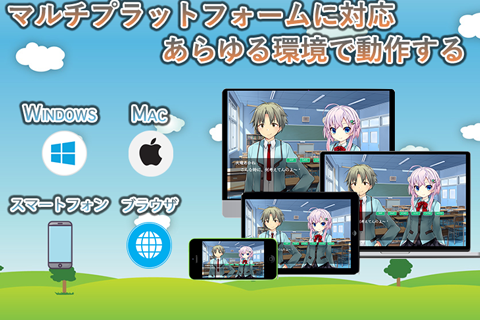 マルチプラットフォームに対応
あらゆる環境で動作する
WINDOWS
MAC
スマートフォン
ブラウザ